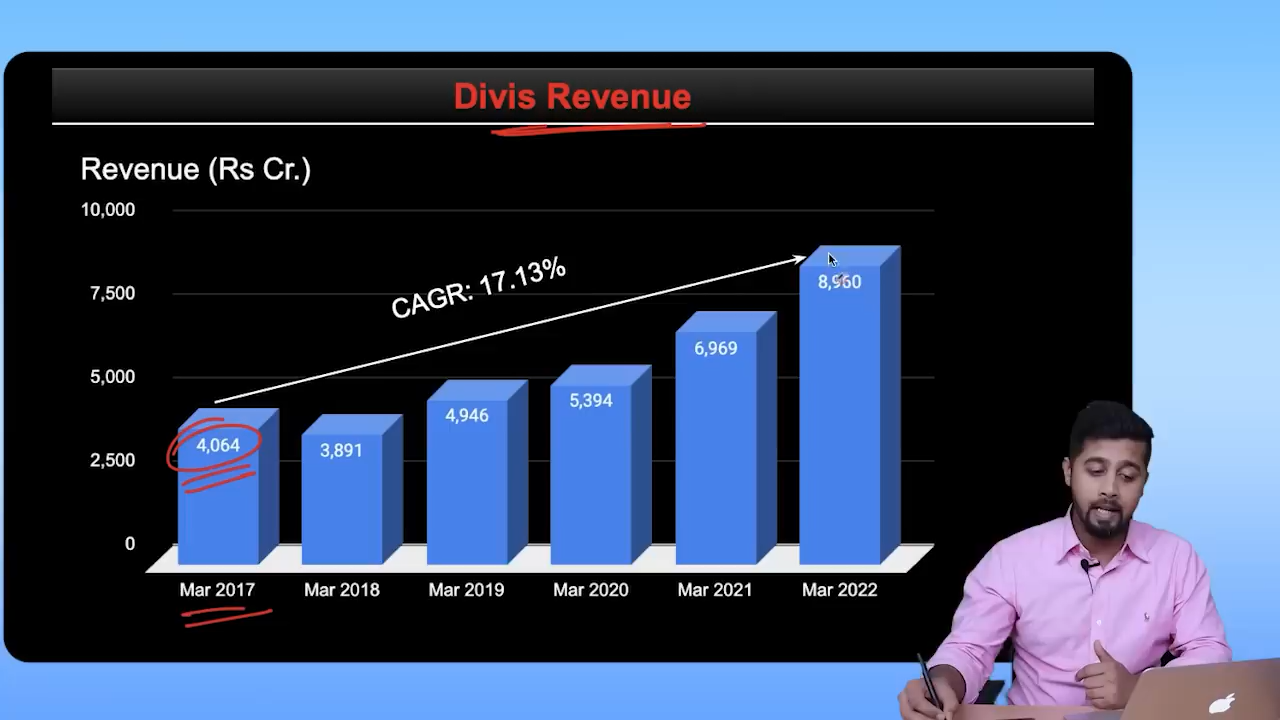 Divis Revenue
Revenue (Rs Cr.)
10,000
7,500
5,000
2,500
0
CAGR: 17.13%
4,064
3,891
4,946
5,394
6,969
8,960
Mar 2017
Mar 2018
Mar 2019
Mar 2020
Mar 2021
Mar 2022